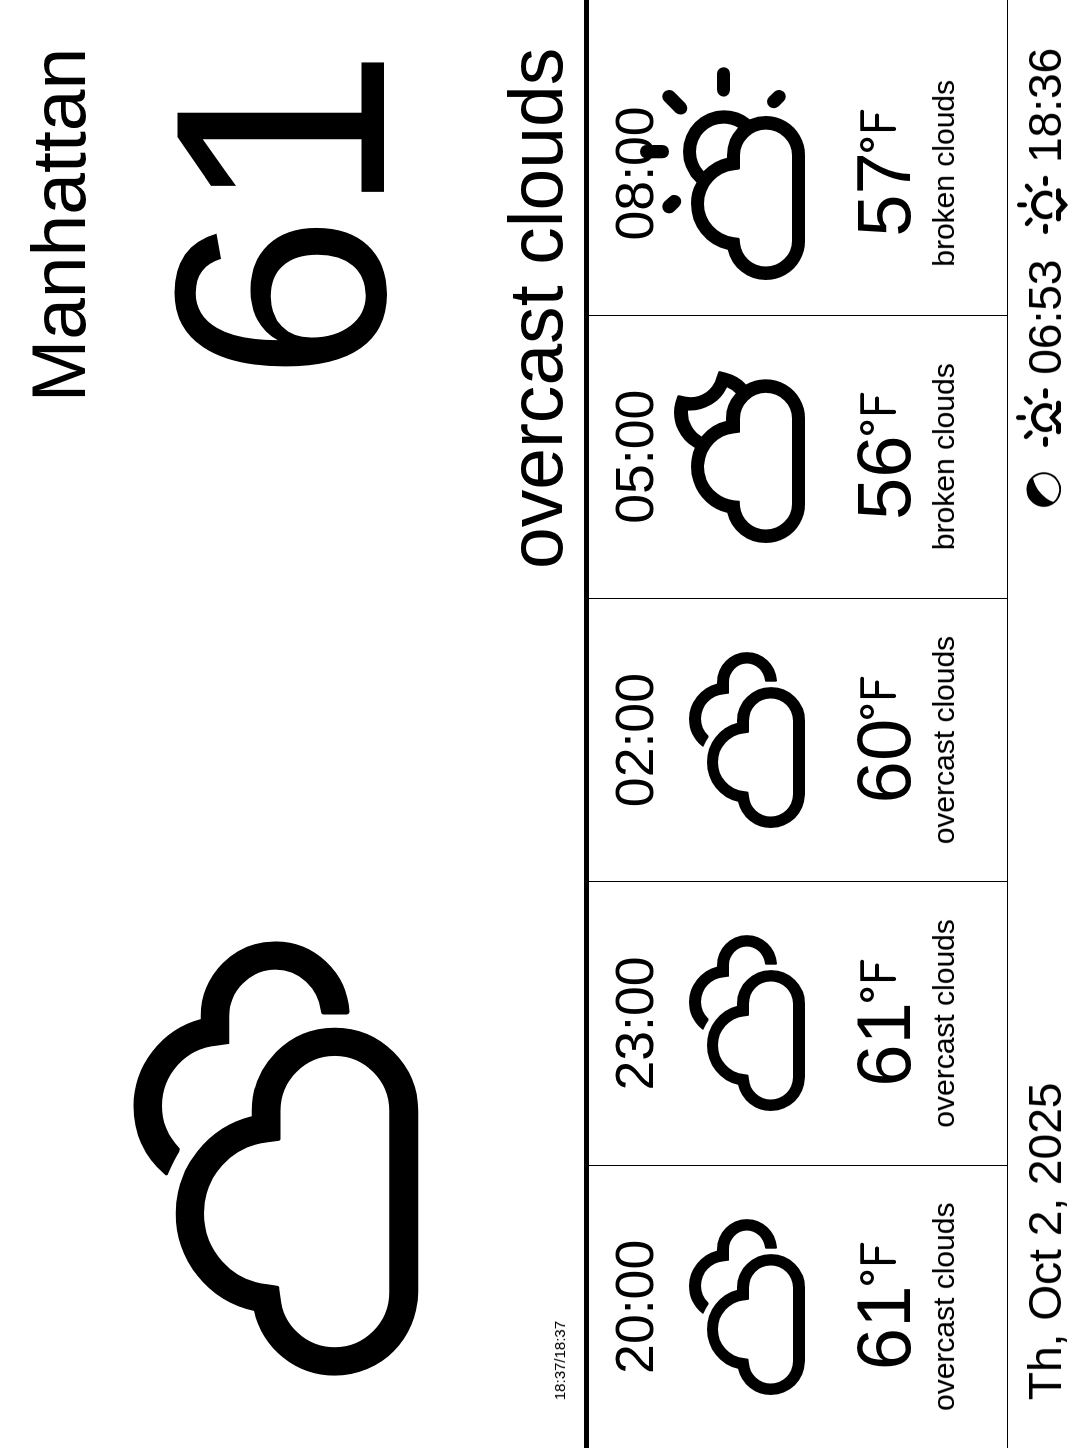 Manhattan
61
18:37/18:37
overcast clouds
20:00
23:00
02:00
05:00
08:00
61°F
61°F
60°F
56°F
57°F
overcast clouds
overcast clouds
overcast clouds
broken clouds
broken clouds
Th, Oct 2, 2025
06:53
18:36